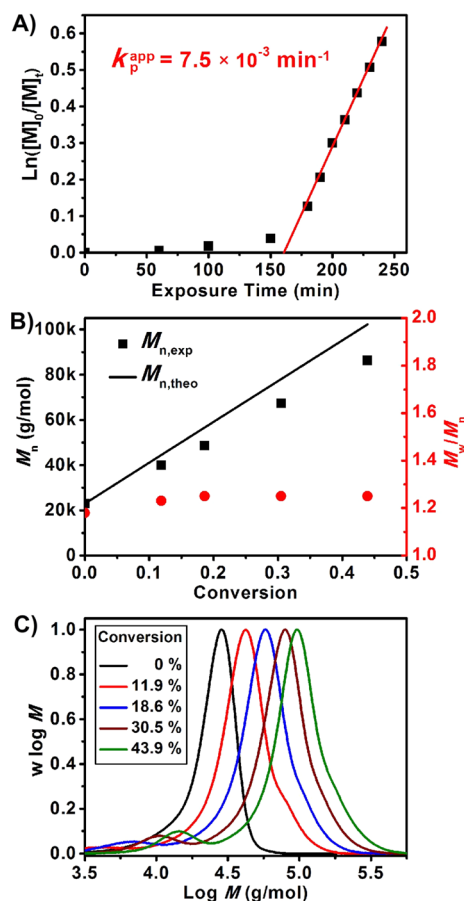 A)
0.6
0.5
0.4
0.3
0.2
0.1
0.0
Ln([M]0/[M]t)
kp^app = 7.5 × 10⁻³ min⁻¹
0 50 100 150 200 250
Exposure Time (min)
B)
100k
80k
60k
40k
20k
0
Mn (g/mol)
Mn,exp
Mn,theo
2.0
1.8
1.6
1.4
1.2
1.0
Mw/Mn
0.0 0.1 0.2 0.3 0.4 0.5
Conversion
C)
1.0
0.8
0.6
0.4
0.2
0.0
w log M
Conversion
0 %
11.9 %
18.6 %
30.5 %
43.9 %
3.5 4.0 4.5 5.0 5.5
Log M (g/mol)